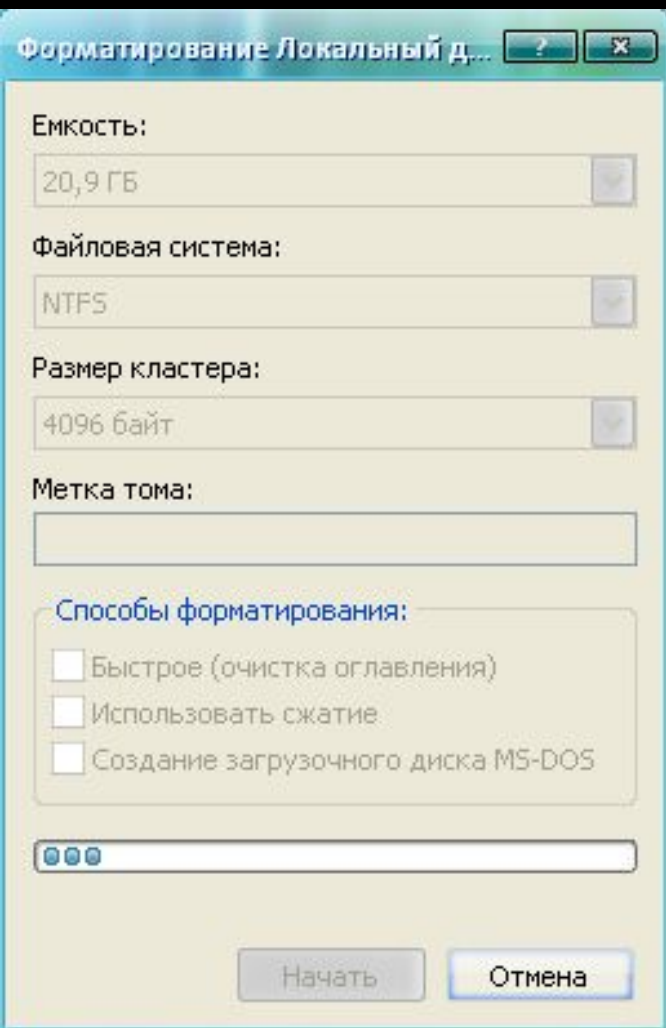 Форматирование Локальный д...
?
Емкость:
20,9 ГБ
Файловая система:
NTFS
Размер кластера:
4096 байт
Метка тома:
Способы форматирования:
Быстрое (очистка оглавления)
Использовать сжатие
Создание загрузочного диска MS-DOS
Начать
Отмена